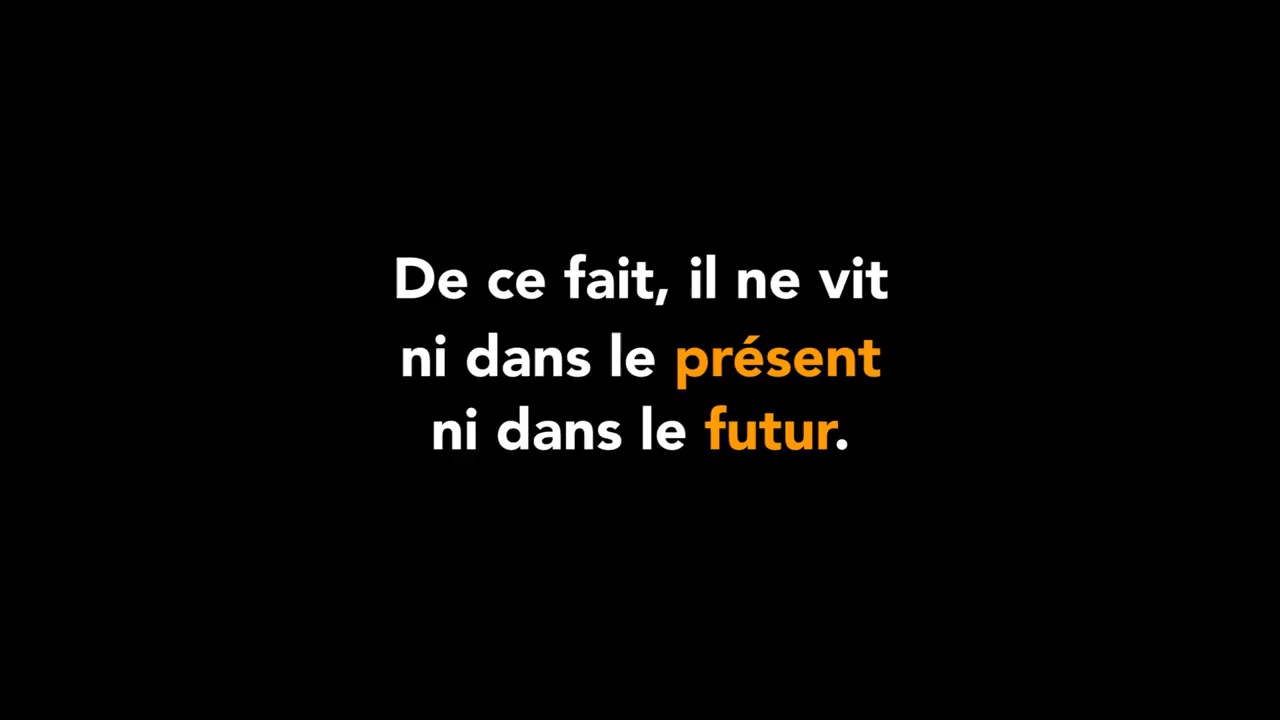 De ce fait, il ne vit
ni dans le présent
ni dans le futur.